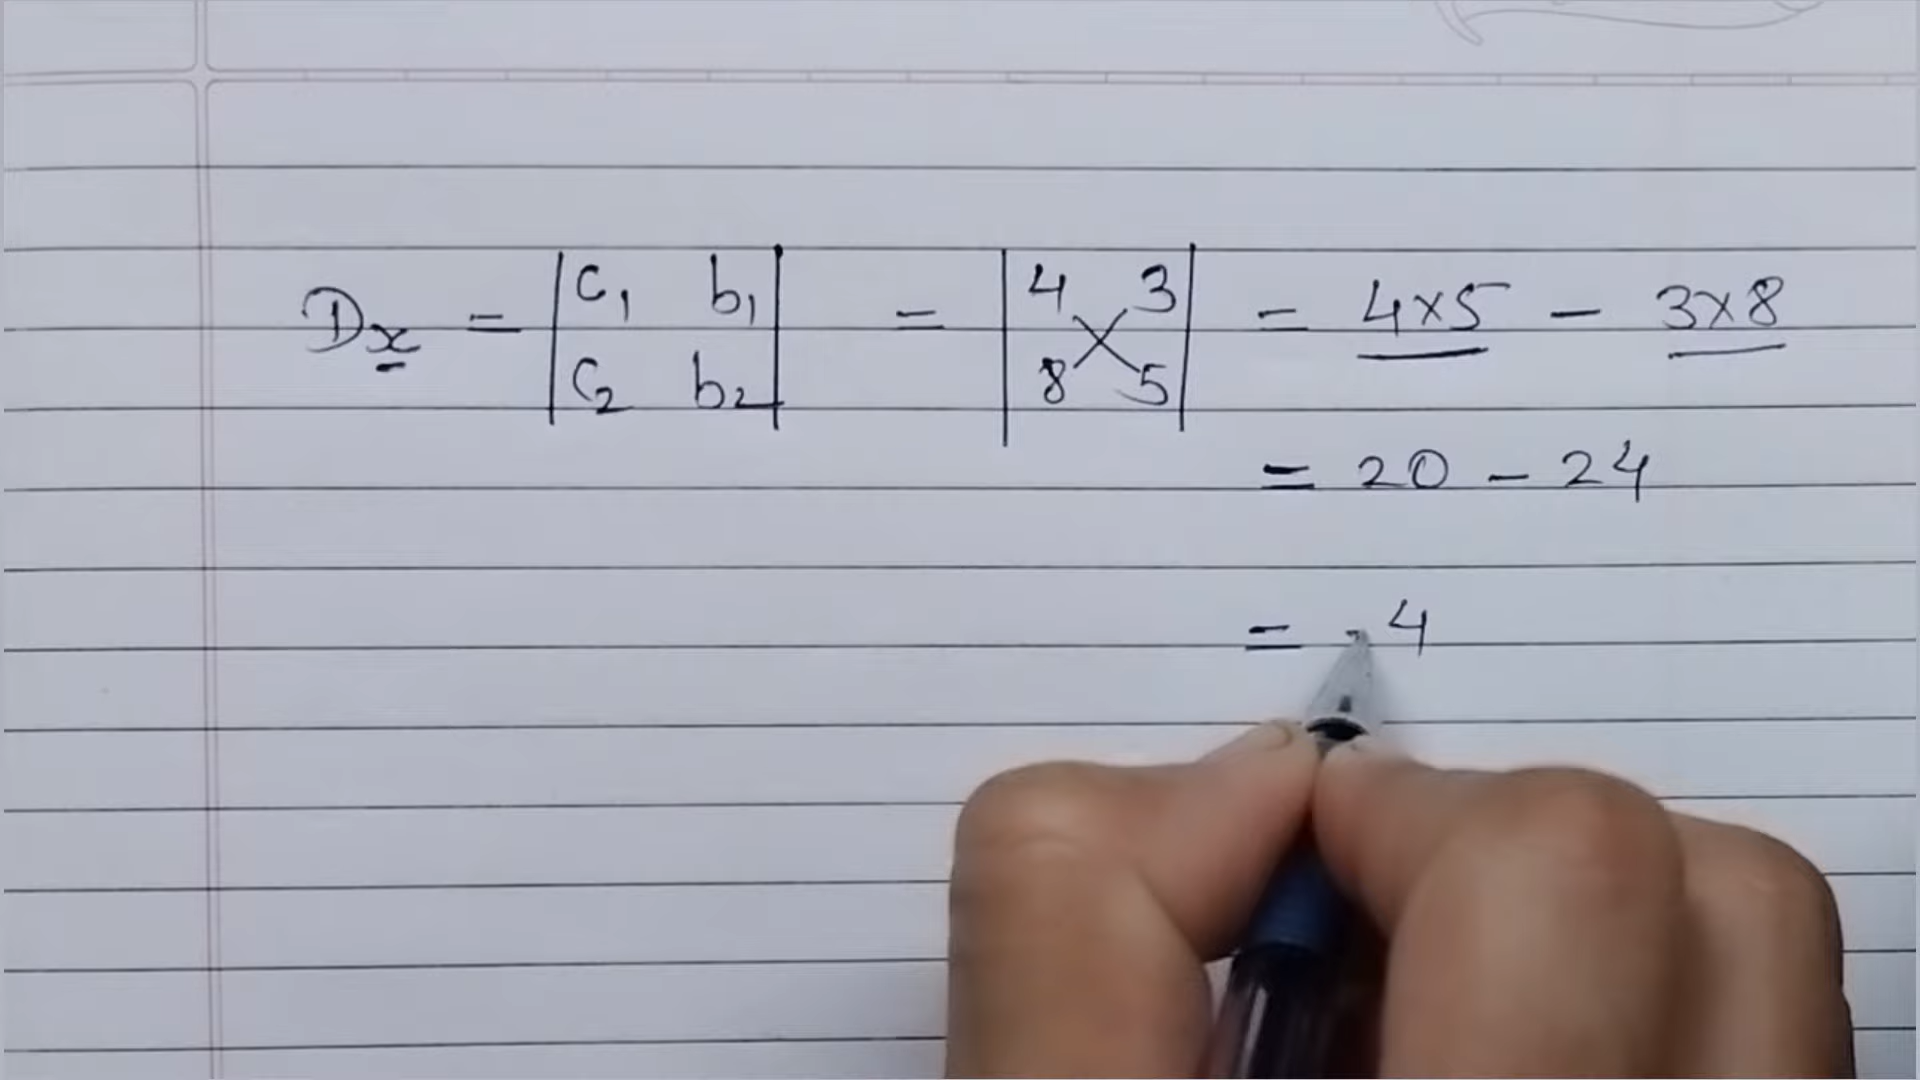 Dx = | c₁ b₁ | = | 4 3 | = 4×5 - 3×8
| c₂ b₂ | | 8 5 |
= 20 - 24
= -4